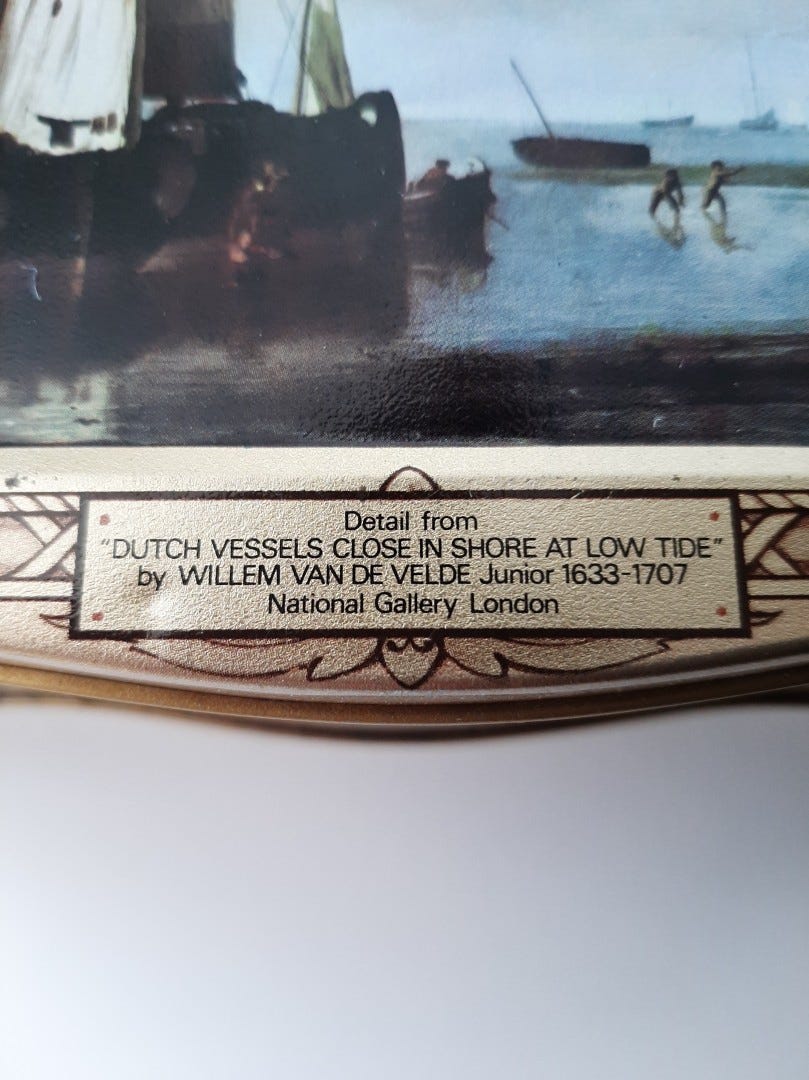 Detail from
"DUTCH VESSELS CLOSE IN SHORE AT LOW TIDE"
by WILLEM VAN DE VELDE Junior 1633-1707
National Gallery London